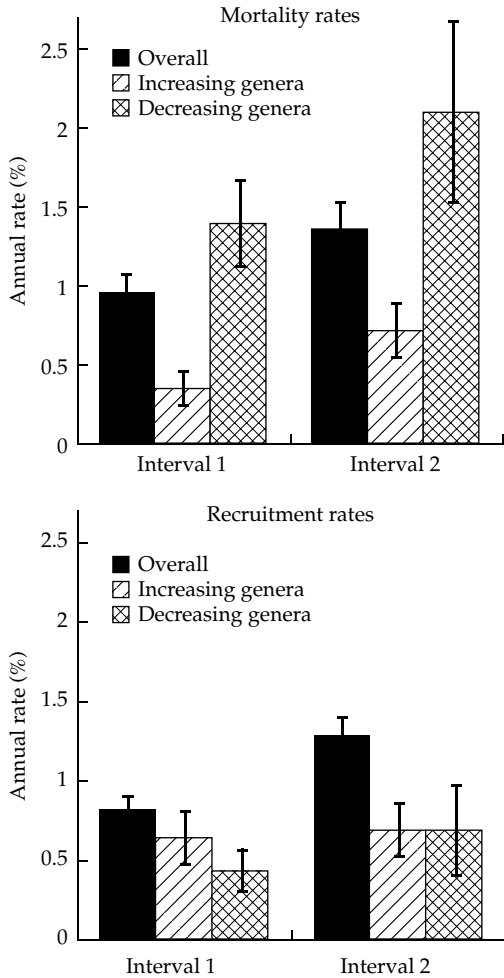 Mortality rates
2.5
Overall
Increasing genera
Decreasing genera
2
1.5
1
0.5
0
Annual rate (%)
Interval 1 Interval 2
Recruitment rates
2.5
Overall
Increasing genera
Decreasing genera
2
1.5
1
0.5
0
Annual rate (%)
Interval 1 Interval 2